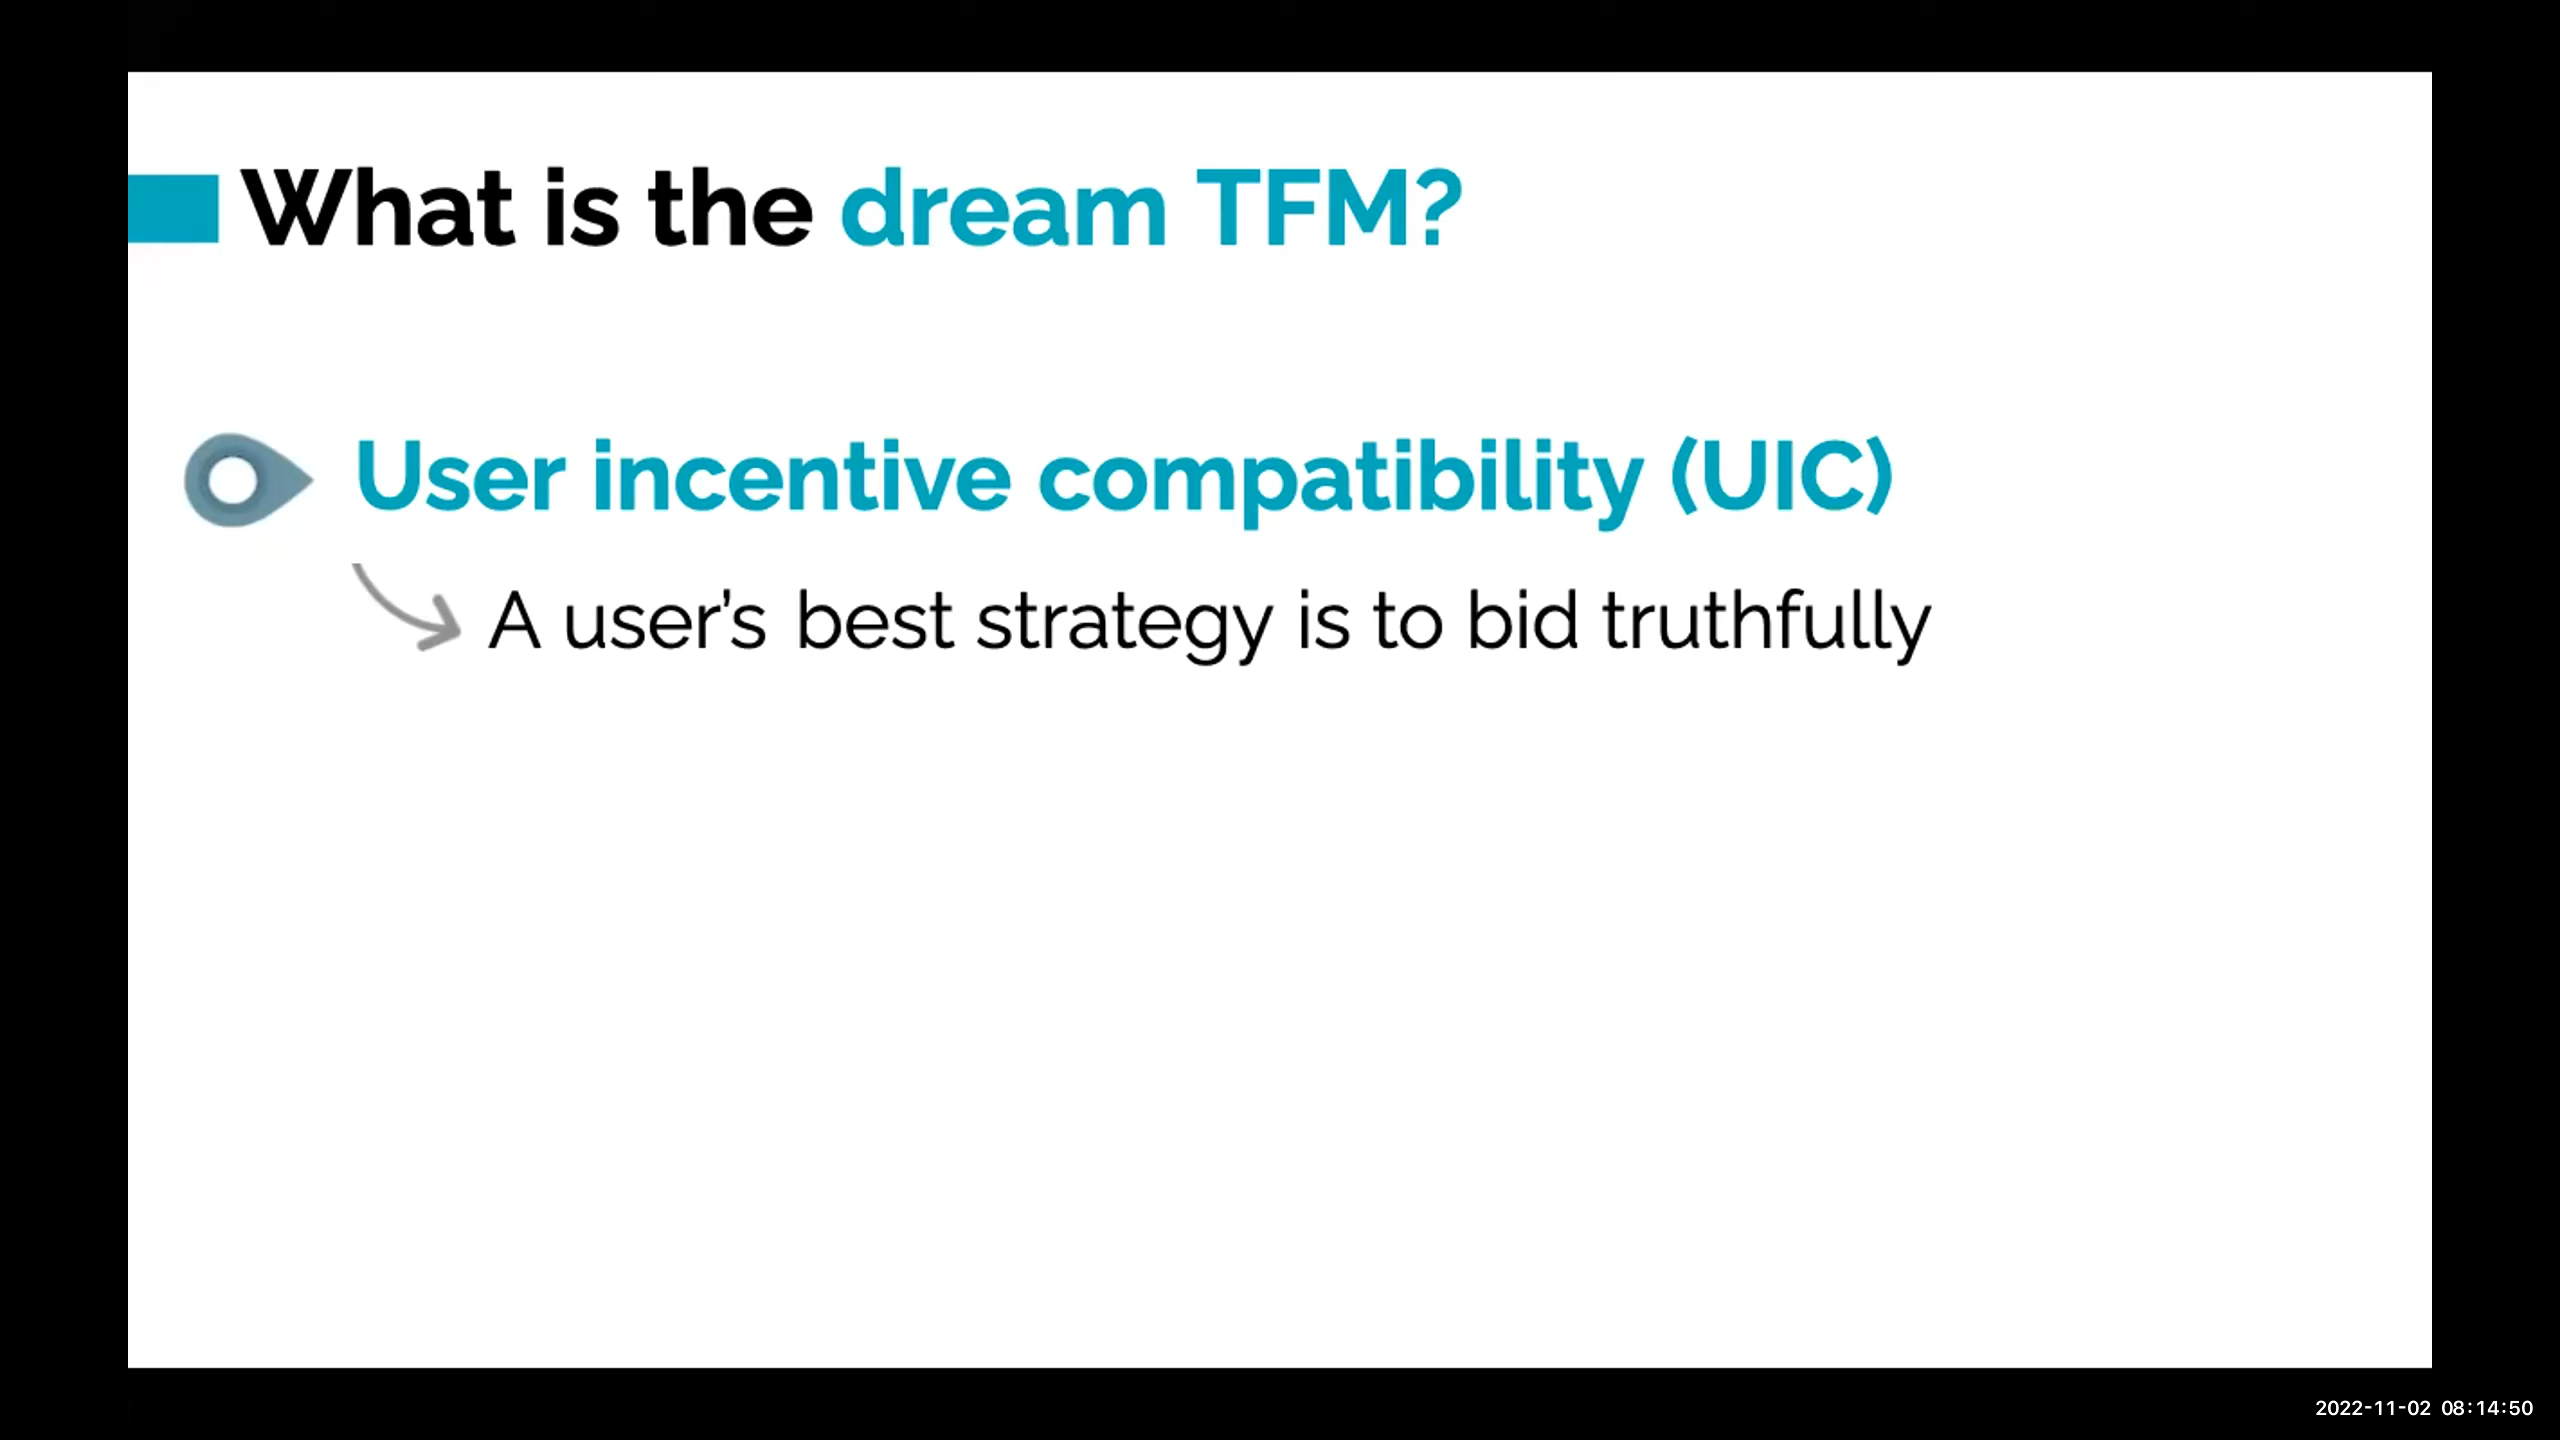 What is the dream TFM?
User incentive compatibility (UIC)
A user’s best strategy is to bid truthfully
2022-11-02 08:14:50